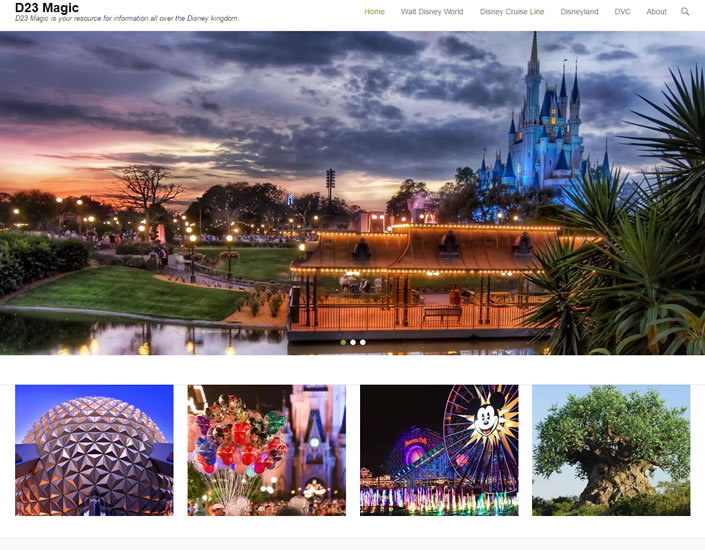 D23 Magic
D23 Magic is your resource for information all over the Disney kingdom.
Home Walt Disney World Disney Cruise Line Disneyland DVC About